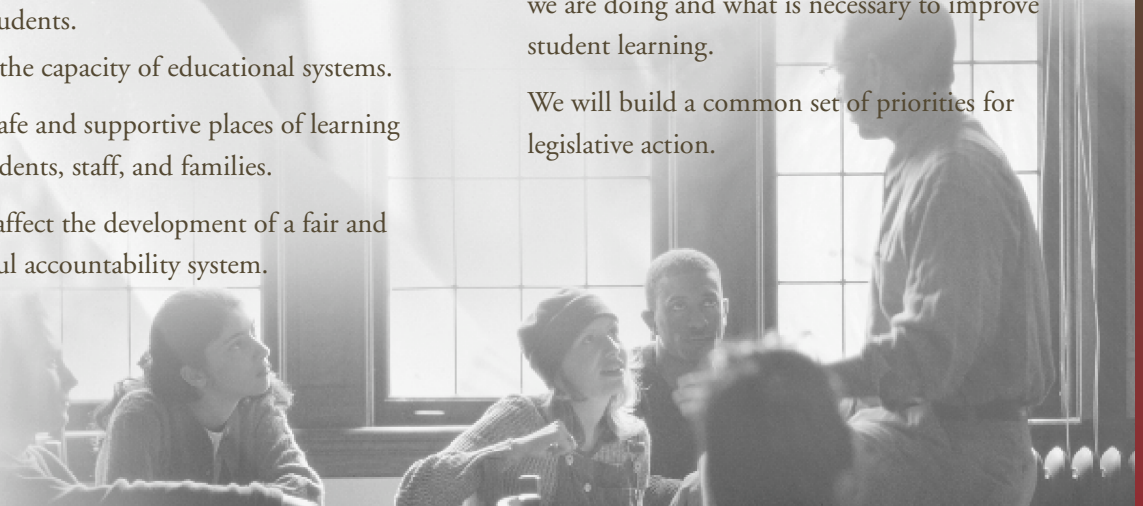 udents.
the capacity of educational systems.
afe and supportive places of learning
dents, staff, and families.
affect the development of a fair and
ul accountability system.
we are doing and what is necessary to improve
student learning.
We will build a common set of priorities for
legislative action.